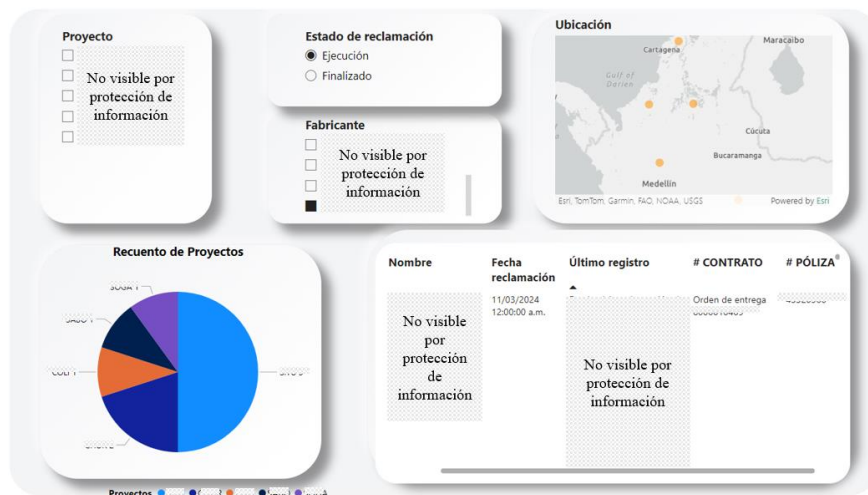 Proyecto
No visible por
protección de
información
Estado de reclamación
Ejecución
Finalizado
Fabricante
No visible por
protección de
información
Ubicación
Cartagena
Maracaibo
Gulf of
Darien
Cúcuta
Bucaramanga
Medellín
Esri, TomTom, Garmin, FAO, NOAA, USGS
Powered by Esri
Recuento de Proyectos
Proyectos
Nombre
Fecha
reclamación
Último registro
# CONTRATO
# PÓLIZA
11/03/2024
12:00:00 a.m.
Orden de entrega
No visible
por
protección
de
información
No visible por
protección de
información